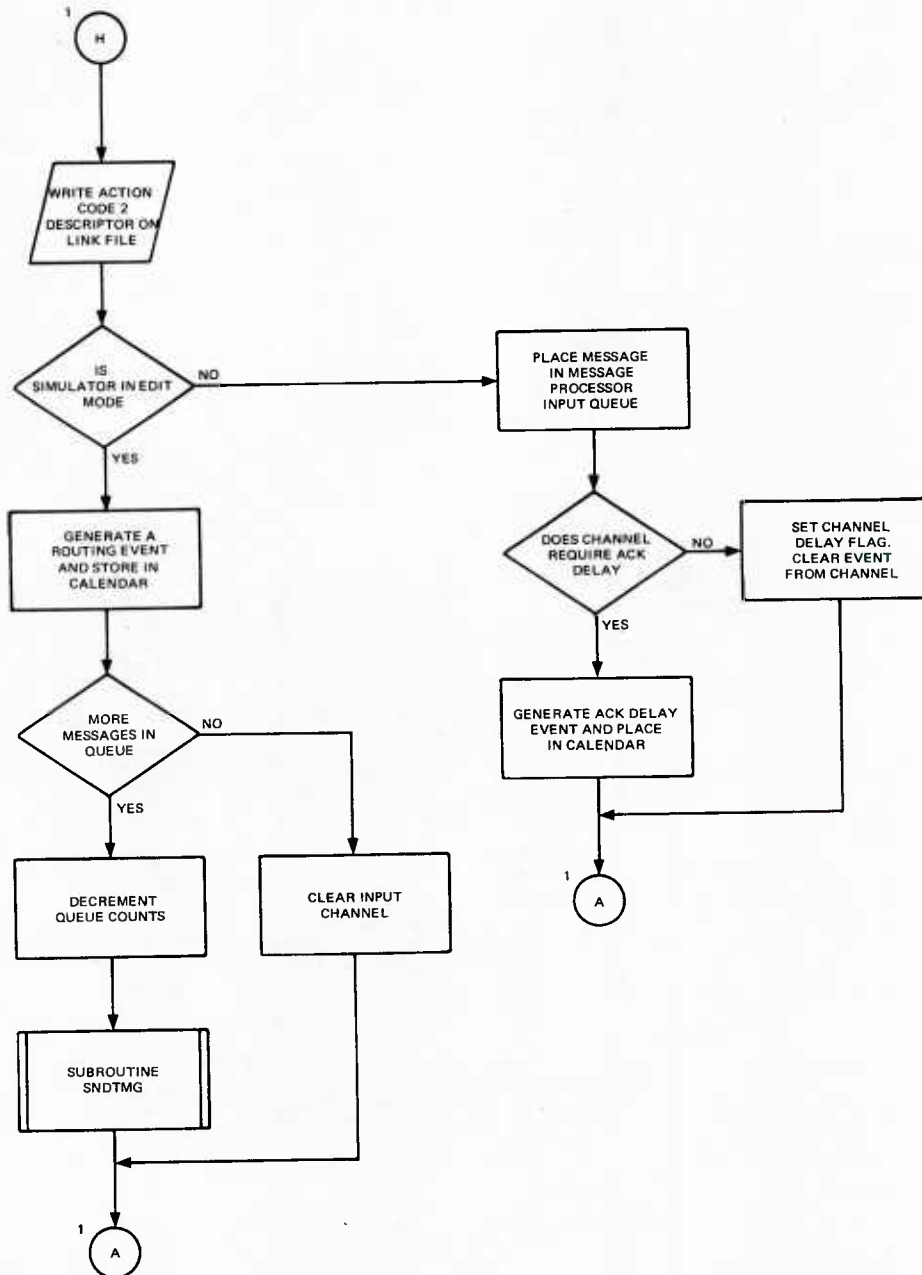 1
H
WRITE ACTION
CODE 2
DESCRIPTOR ON
LINK FILE
IS
SIMULATOR IN EDIT
MODE
NO
YES
PLACE MESSAGE
IN MESSAGE
PROCESSOR
INPUT QUEUE
GENERATE A
ROUTING EVENT
AND STORE IN
CALENDAR
DOES CHANNEL
REQUIRE ACK
DELAY
NO
YES
SET CHANNEL
DELAY FLAG.
CLEAR EVENT
FROM CHANNEL
MORE
MESSAGES IN
QUEUE
NO
YES
GENERATE ACK DELAY
EVENT AND PLACE
IN CALENDAR
DECREMENT
QUEUE COUNTS
CLEAR INPUT
CHANNEL
1
A
SUBROUTINE
SNDTMG
1
A